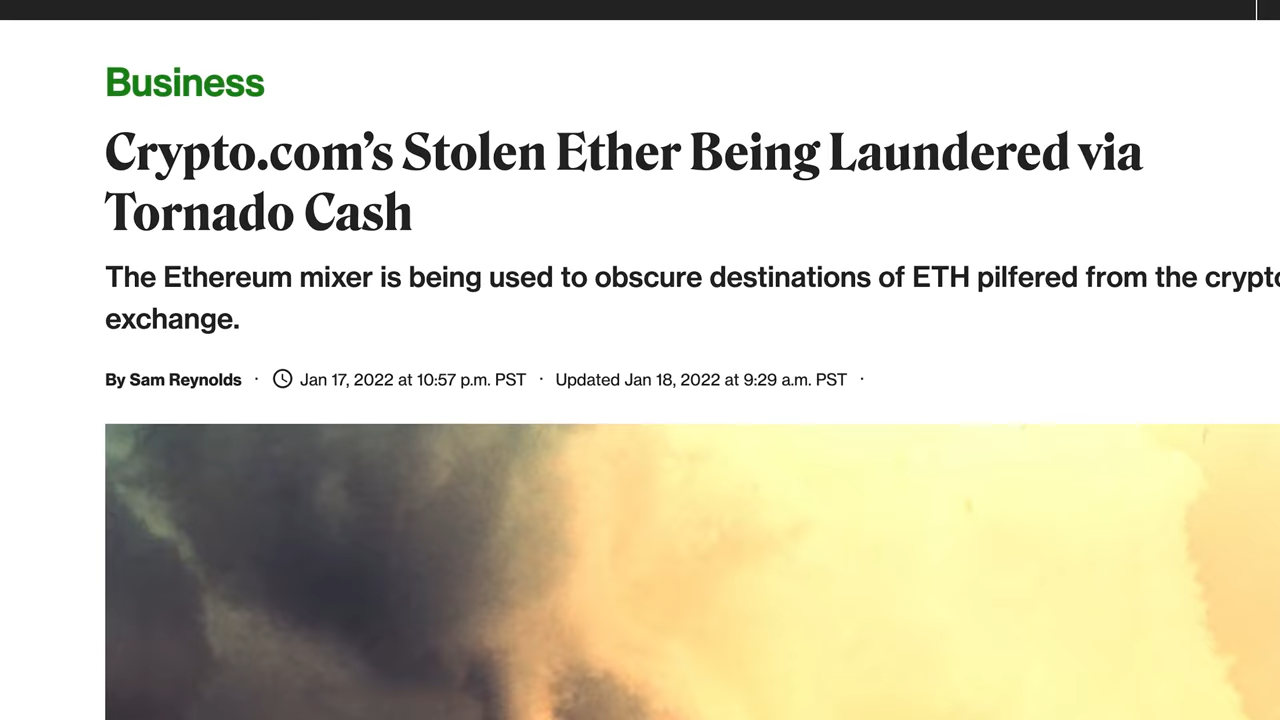 Business
Crypto.com’s Stolen Ether Being Laundered via
Tornado Cash
The Ethereum mixer is being used to obscure destinations of ETH pilfered from the crypto
exchange.
By Sam Reynolds · Jan 17, 2022 at 10:57 p.m. PST · Updated Jan 18, 2022 at 9:29 a.m. PST ·